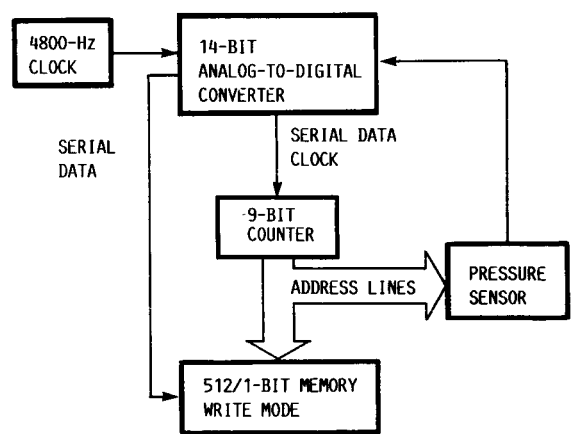 4800-Hz
CLOCK
14-BIT
ANALOG-TO-DIGITAL
CONVERTER
SERIAL
DATA
SERIAL DATA
CLOCK
9-BIT
COUNTER
ADDRESS LINES
PRESSURE
SENSOR
512/1-BIT MEMORY
WRITE MODE